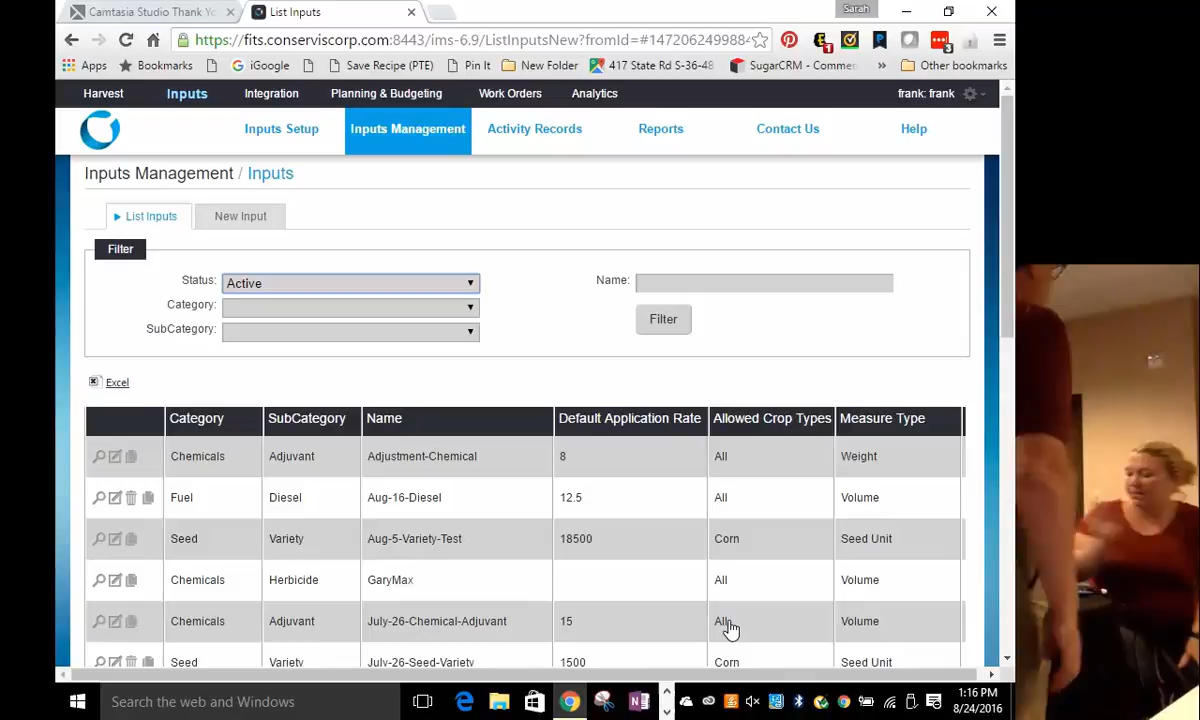 Camtasia Studio Thank Yo
List Inputs
Sarah
https://fits.conserviscorp.com:8443/ims-6.9/ListInputsNew?fromId=#1472062499884
Apps Bookmarks iGoogle Save Recipe (PTE) Pin It New Folder 417 State Rd S-36-48 SugarCRM - Comme » Other bookmarks
Harvest Inputs Integration Planning & Budgeting Work Orders Analytics frank: frank
Inputs Setup Inputs Management Activity Records Reports Contact Us Help
Inputs Management / Inputs
List Inputs New Input
Filter
Status: Active Name:
Category: Filter
SubCategory:
Excel
Category SubCategory Name Default Application Rate Allowed Crop Types Measure Type
Chemicals Adjuvant Adjustment-Chemical 8 All Weight
Fuel Diesel Aug-16-Diesel 12.5 All Volume
Seed Variety Aug-5-Variety-Test 18500 Corn Seed Unit
Chemicals Herbicide GaryMax All Volume
Chemicals Adjuvant July-26-Chemical-Adjuvant 15 All Volume
Seed Variety July-26-Seed-Variety 1500 Corn Seed Unit
Search the web and Windows
1:16 PM
8/24/2016